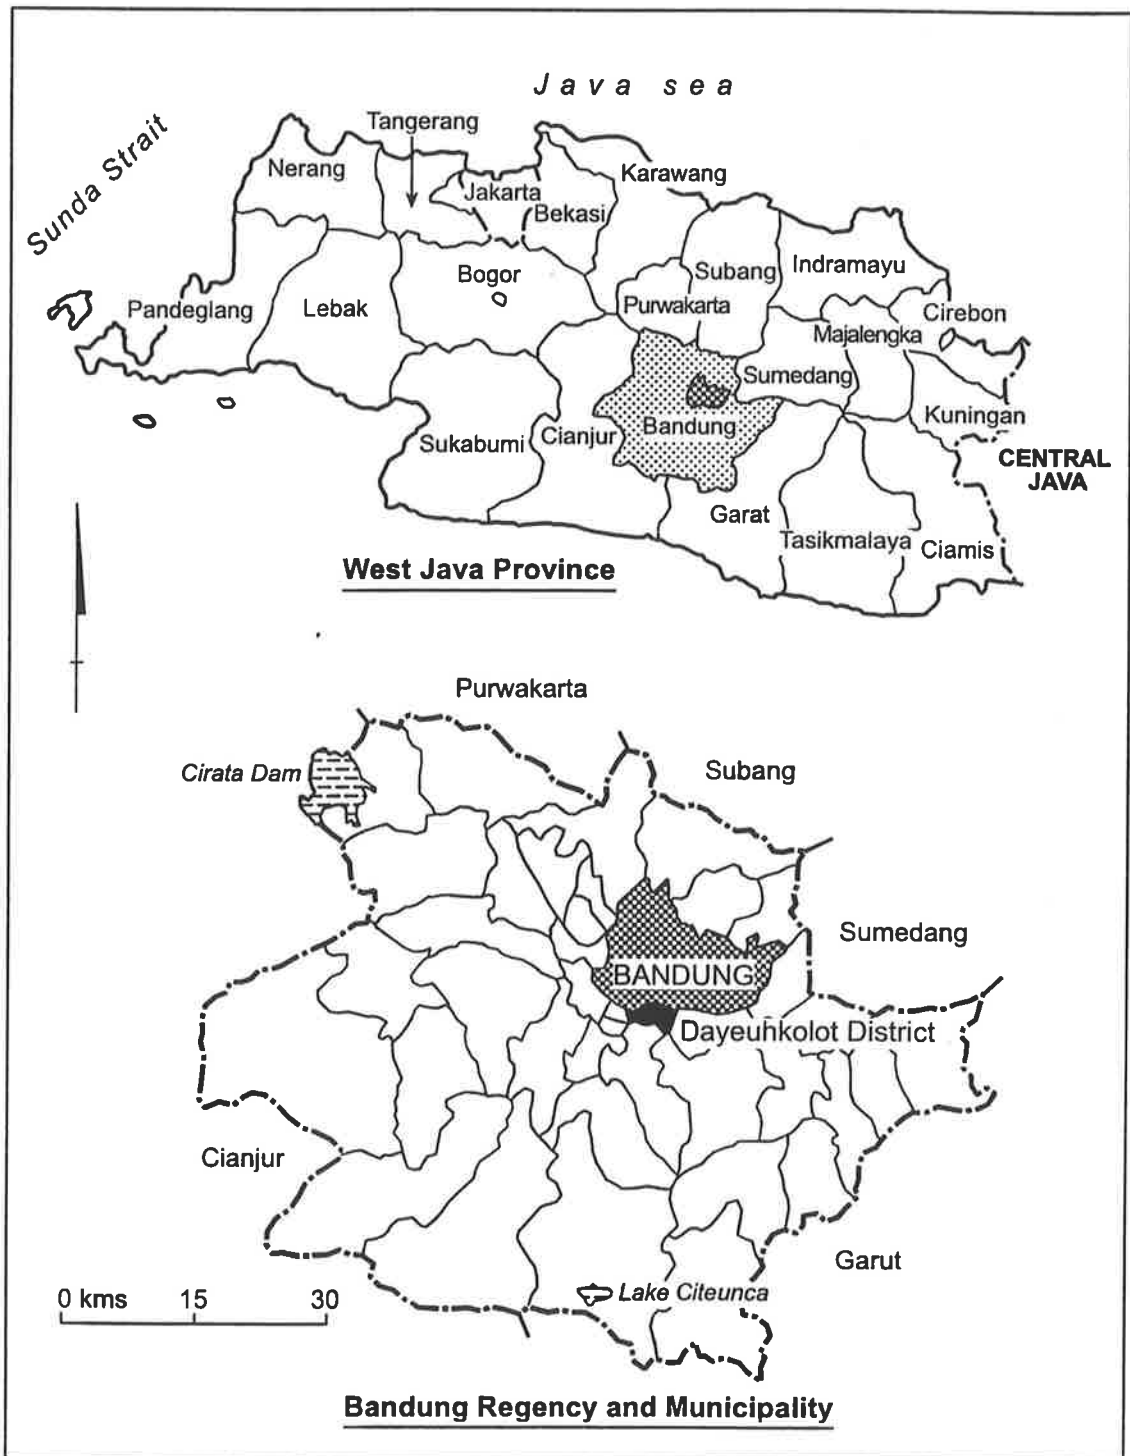 Java sea
Sunda Strait
Tangerang
Nerang
Jakarta
Karawang
Bekasi
Bogor
Subang
Indramayu
Pandeglang
Lebak
Purwakarta
Cirebon
Majalengka
Sumedang
Kuningan
Bandung
Cianjur
Sukabumi
CENTRAL
JAVA
Garat
Tasikmalaya
Ciamis
West Java Province
Purwakarta
Cirata Dam
Subang
Sumedang
BANDUNG
Dayeuhkolot District
Cianjur
Garut
Lake Citeunca
0 kms 15 30
Bandung Regency and Municipality